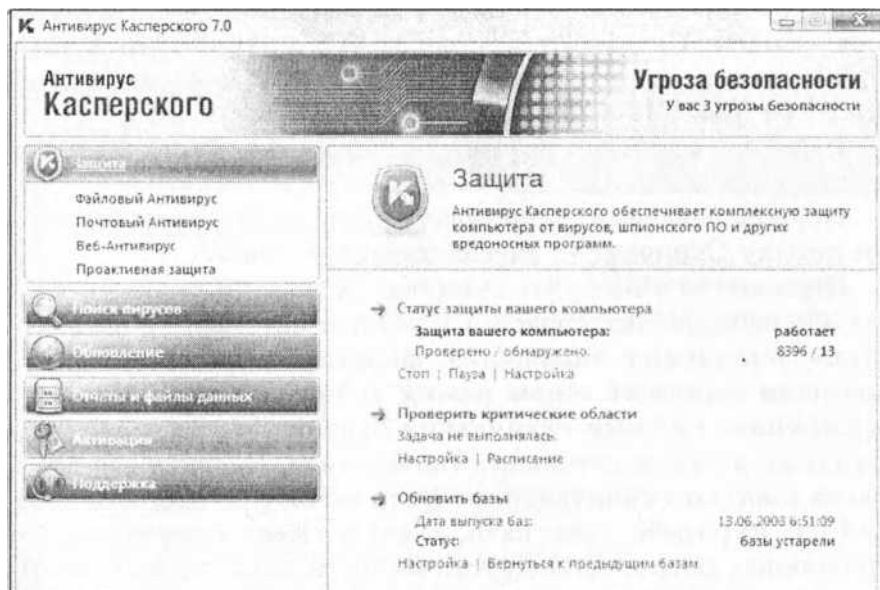 Антивирус Касперского 7.0
Антивирус
Касперского
Угроза безопасности
У вас 3 угрозы безопасности
Защита
Файловый Антивирус
Почтовый Антивирус
Веб-Антивирус
Проактивная защита
Поиск вирусов
Обновление
Отчеты и файлы данных
Активация
Поддержка
Защита
Антивирус Касперского обеспечивает комплексную защиту
компьютера от вирусов, шпионского ПО и других
вредоносных программ.
Статус защиты вашего компьютера
Защита вашего компьютера: работает
Проверено / обнаружено: 8396 / 13
Стоп | Пауза | Настройка
Проверить критические области
Задача не выполнялась.
Настройка | Расписание
Обновить базы
Дата выпуска баз: 13.06.2008 6:51:09
Статус: базы устарели
Настройка | Вернуться к предыдущим базам